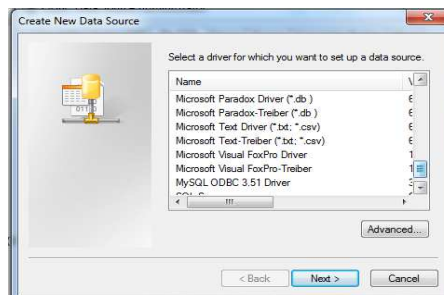 Create New Data Source
Select a driver for which you want to set up a data source.
Name
Microsoft Paradox Driver (*.db )
Microsoft Paradox-Treiber (*.db )
Microsoft Text Driver (*.txt; *.csv)
Microsoft Text-Treiber (*.txt; *.csv)
Microsoft Visual FoxPro Driver
Microsoft Visual FoxPro-Treiber
MySQL ODBC 3.51 Driver
Advanced...
< Back Next > Cancel